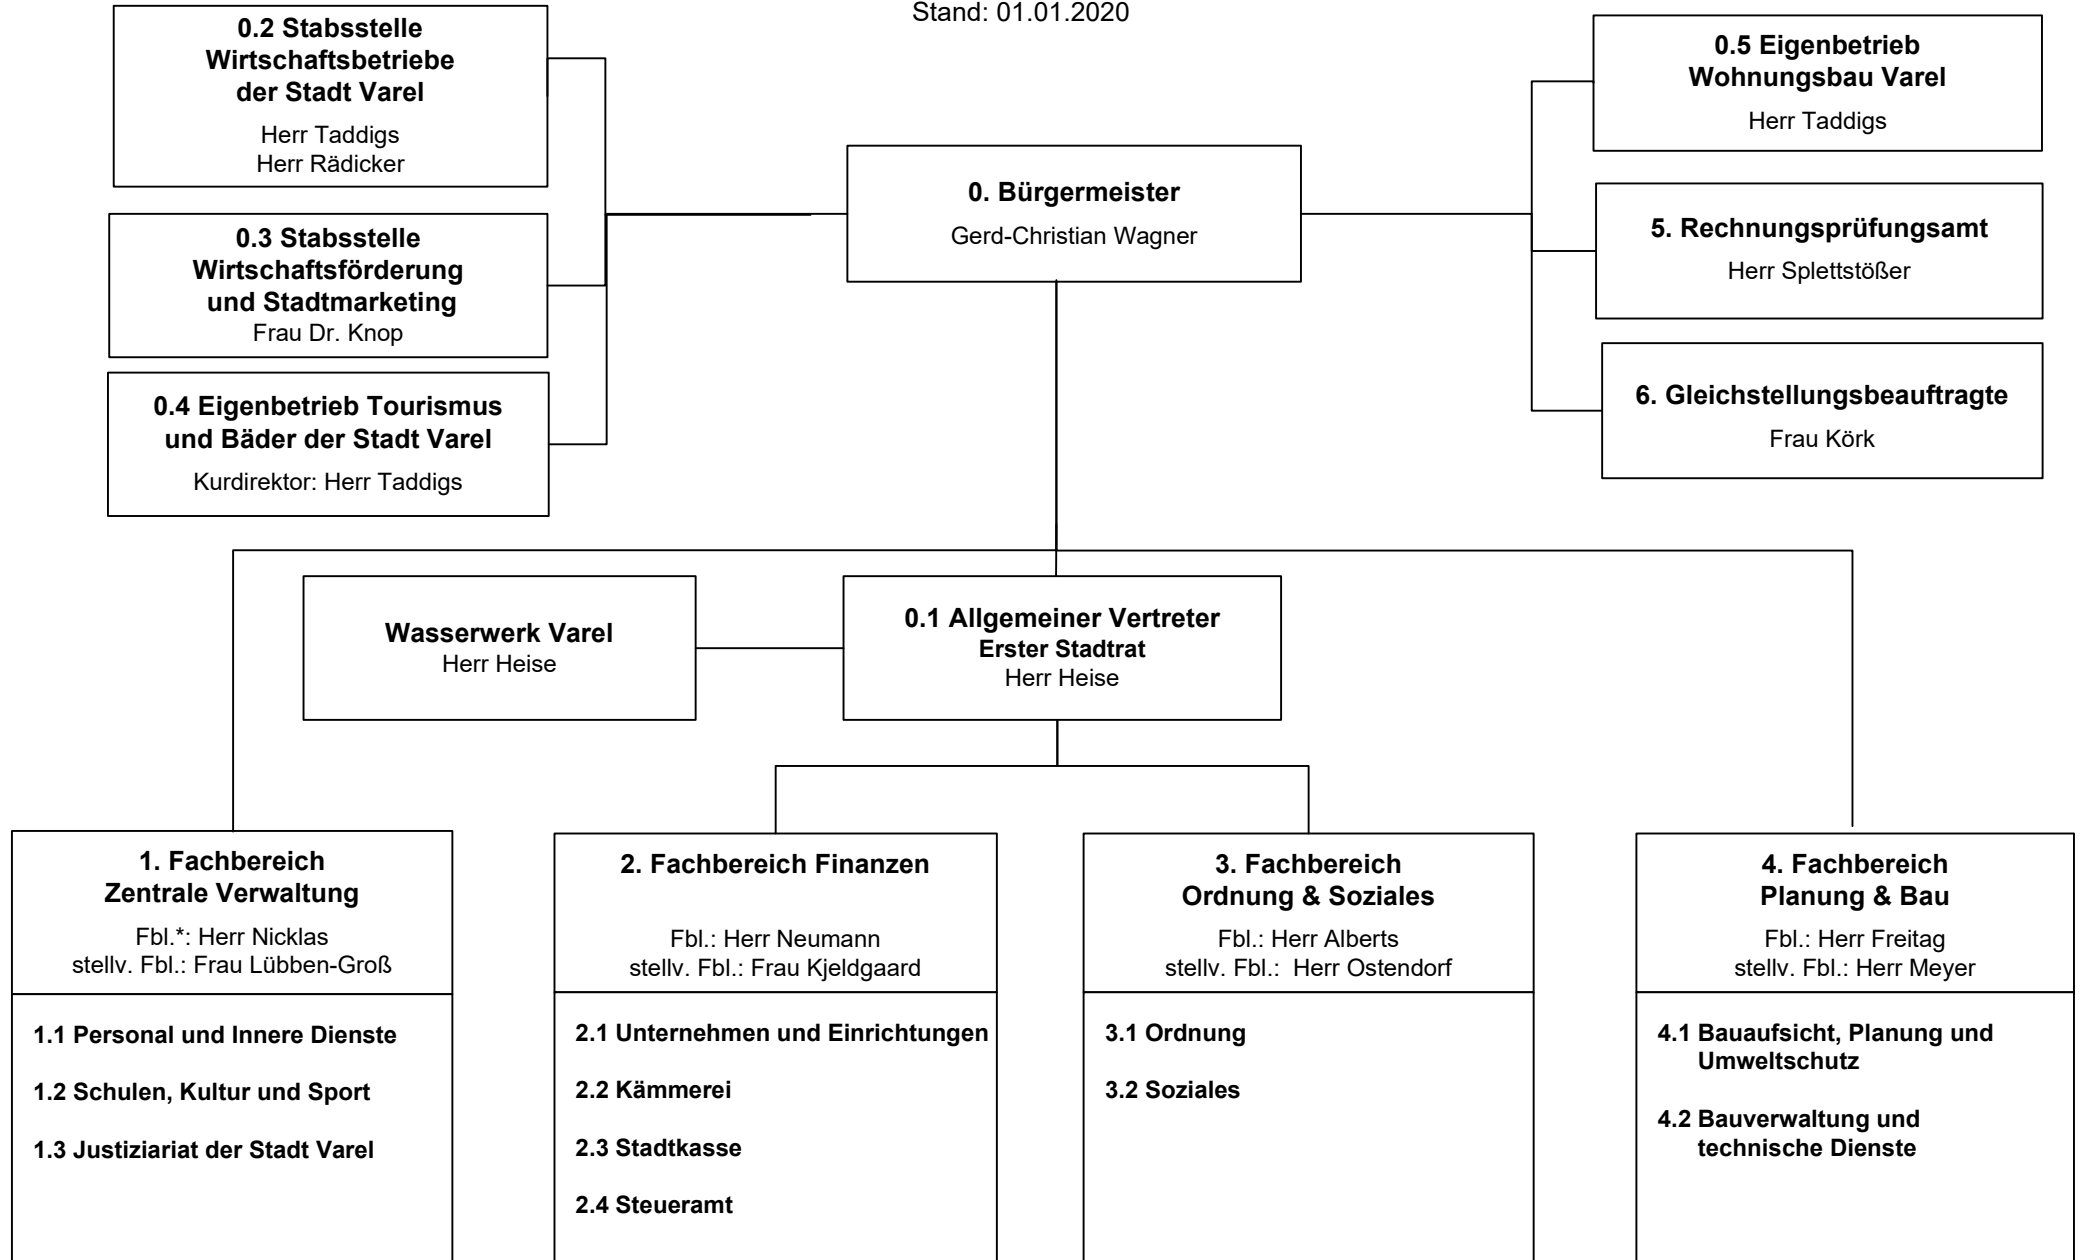 Stand: 01.01.2020
0.2 Stabsstelle
Wirtschaftsbetriebe
der Stadt Varel
Herr Taddigs
Herr Rädicker
0.5 Eigenbetrieb
Wohnungsbau Varel
Herr Taddigs
0. Bürgermeister
Gerd-Christian Wagner
0.3 Stabsstelle
Wirtschaftsförderung
und Stadtmarketing
Frau Dr. Knop
5. Rechnungsprüfungsamt
Herr Splettstößer
0.4 Eigenbetrieb Tourismus
und Bäder der Stadt Varel
Kurdirektor: Herr Taddigs
6. Gleichstellungsbeauftragte
Frau Körk
Wasserwerk Varel
Herr Heise
0.1 Allgemeiner Vertreter
Erster Stadtrat
Herr Heise
1. Fachbereich
Zentrale Verwaltung
Fbl.*: Herr Nicklas
stellv. Fbl.: Frau Lübben-Groß
1.1 Personal und Innere Dienste
1.2 Schulen, Kultur und Sport
1.3 Justiziariat der Stadt Varel
2. Fachbereich Finanzen
Fbl.: Herr Neumann
stellv. Fbl.: Frau Kjeldgaard
2.1 Unternehmen und Einrichtungen
2.2 Kämmerei
2.3 Stadtkasse
2.4 Steueramt
3. Fachbereich
Ordnung & Soziales
Fbl.: Herr Alberts
stellv. Fbl.: Herr Ostendorf
3.1 Ordnung
3.2 Soziales
4. Fachbereich
Planung & Bau
Fbl.: Herr Freitag
stellv. Fbl.: Herr Meyer
4.1 Bauaufsicht, Planung und
Umweltschutz
4.2 Bauverwaltung und
technische Dienste